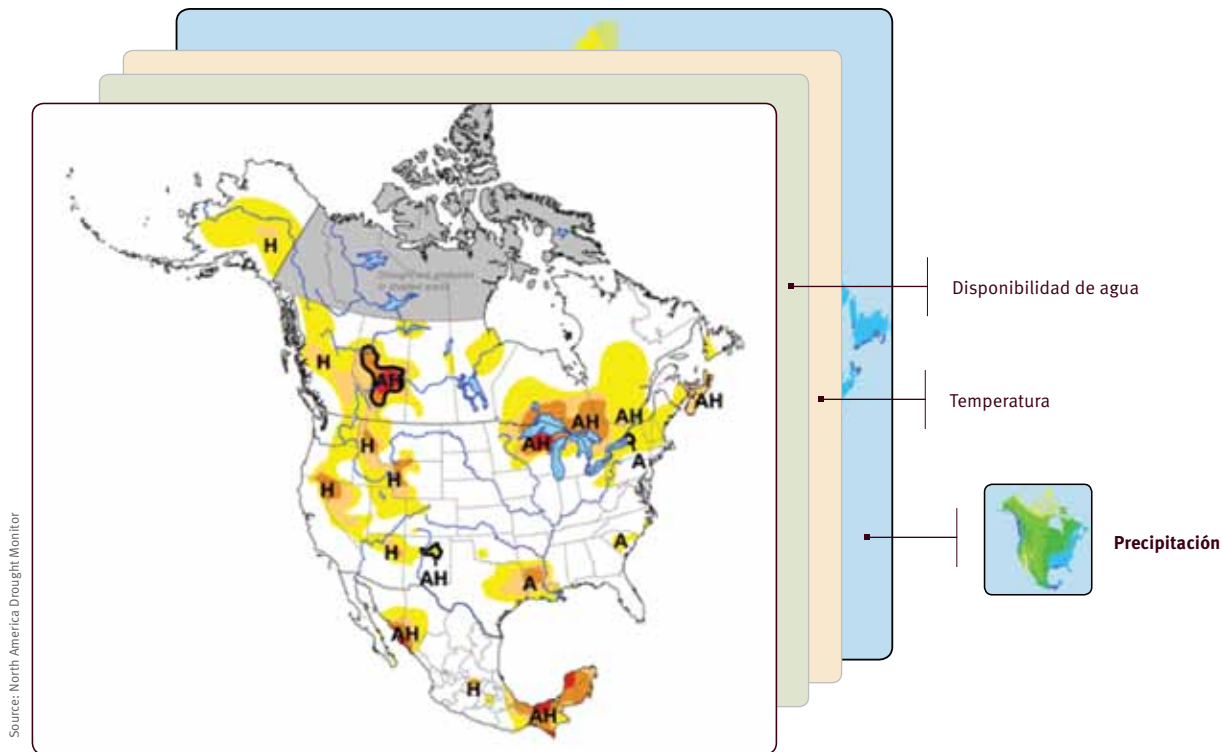 H
H
AH
H
H
H
H
AH
AH
AH
AH
AH
A
A
A
AH
H
AH
Disponibilidad de agua
Temperatura
Precipitación
Source: North America Drought Monitor